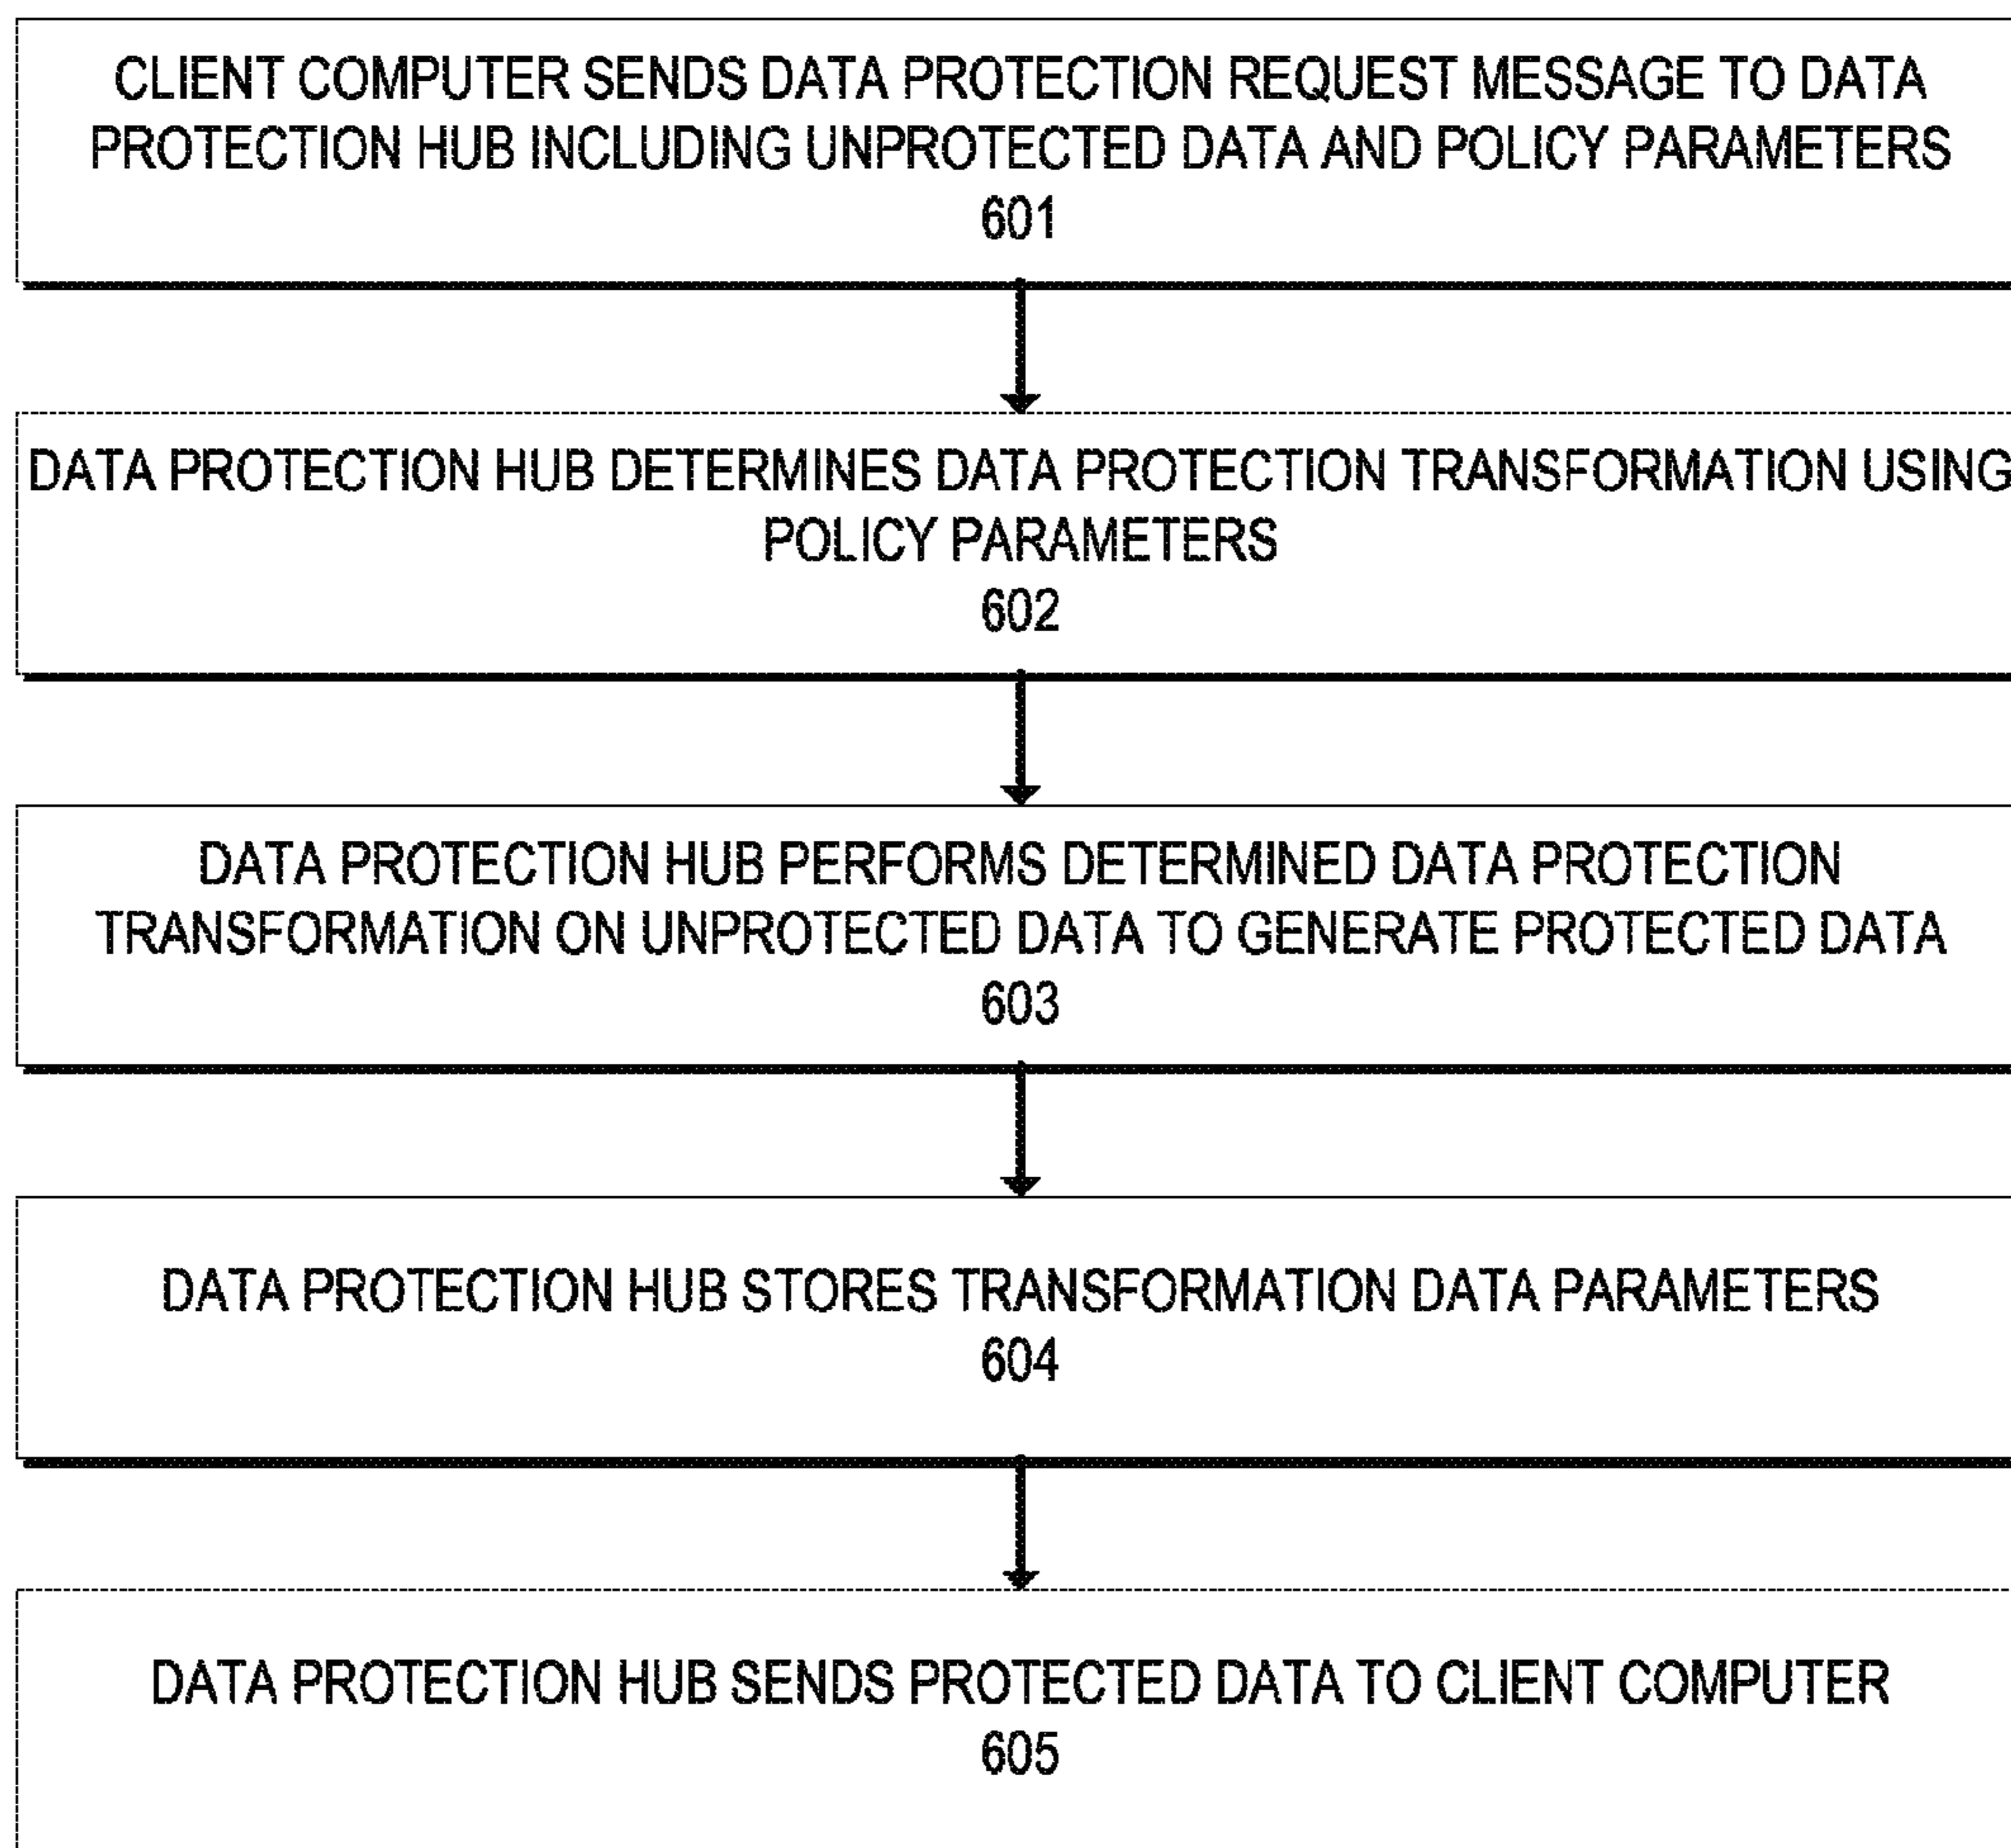 CLIENT COMPUTER SENDS DATA PROTECTION REQUEST MESSAGE TO DATA
PROTECTION HUB INCLUDING UNPROTECTED DATA AND POLICY PARAMETERS
601
DATA PROTECTION HUB DETERMINES DATA PROTECTION TRANSFORMATION USING
POLICY PARAMETERS
602
DATA PROTECTION HUB PERFORMS DETERMINED DATA PROTECTION
TRANSFORMATION ON UNPROTECTED DATA TO GENERATE PROTECTED DATA
603
DATA PROTECTION HUB STORES TRANSFORMATION DATA PARAMETERS
604
DATA PROTECTION HUB SENDS PROTECTED DATA TO CLIENT COMPUTER
605